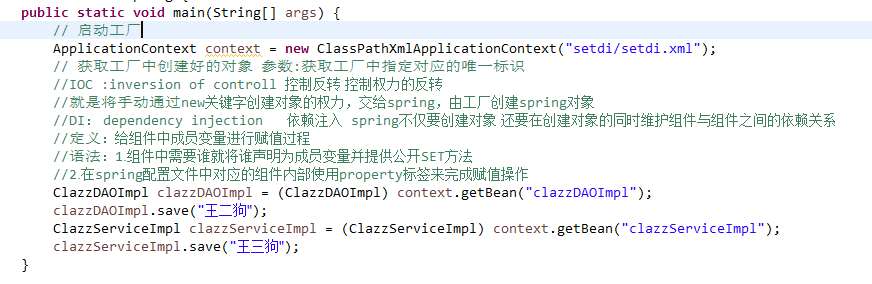 public static void main(String[] args) {
// 启动工厂
ApplicationContext context = new ClassPathXmlApplicationContext("setdi/setdi.xml");
// 获取工厂中创建好的对象 参数:获取工厂中指定对应的唯一标识
//IOC :inversion of controll 控制反转 控制权力的反转
//就是将手动通过new关键字创建对象的权力，交给spring，由工厂创建spring对象
//DI: dependency injection 依赖注入 spring不仅要创建对象 还要在创建对象的同时维护组件与组件之间的依赖关系
//定义: 给组件中成员变量进行赋值过程
//语法: 1.组件中需要谁就将谁声明为成员变量并提供公开SET方法
//2.在spring配置文件中对应的组件内部使用property标签来完成赋值操作
ClazzDAOImpl clazzDAOImpl = (ClazzDAOImpl) context.getBean("clazzDAOImpl");
clazzDAOImpl.save("王二狗");
ClazzServiceImpl clazzServiceImpl = (ClazzServiceImpl) context.getBean("clazzServiceImpl");
clazzServiceImpl.save("王三狗");
}